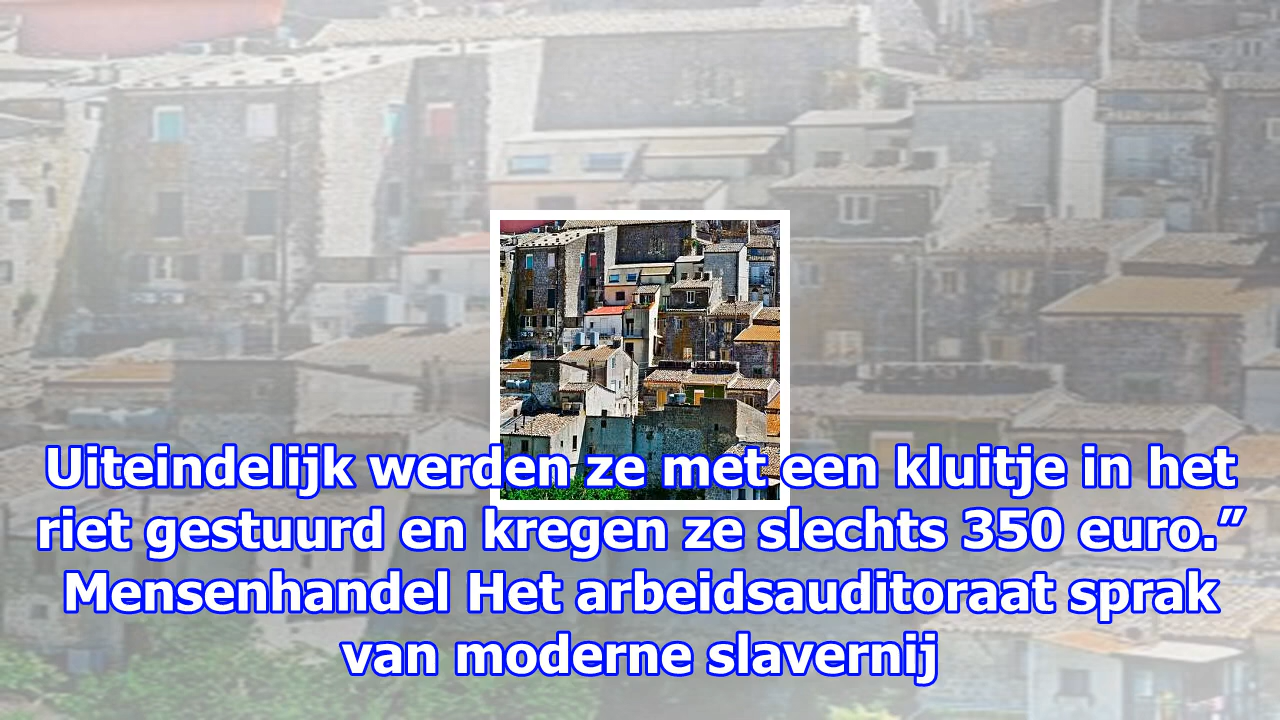 Uiteindelijk werden ze met een kluitje in het
riet gestuurd en kregen ze slechts 350 euro.”
Mensenhandel Het arbeidsauditoraat sprak
van moderne slavernij